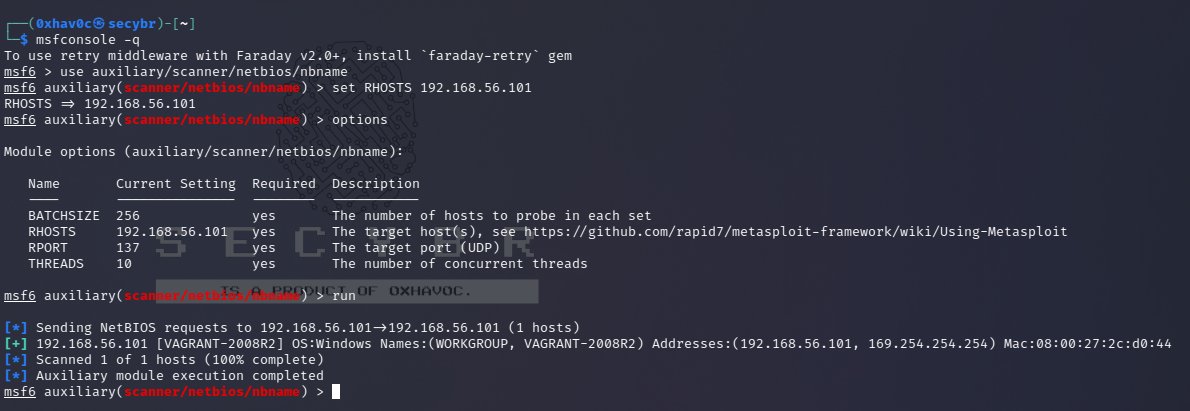 ┌──(0xhav0c㉿secybr)-[~]
└─$ msfconsole -q
To use retry middleware with Faraday v2.0+, install `faraday-retry` gem
msf6 > use auxiliary/scanner/netbios/nbname
msf6 auxiliary(scanner/netbios/nbname) > set RHOSTS 192.168.56.101
RHOSTS => 192.168.56.101
msf6 auxiliary(scanner/netbios/nbname) > options
Module options (auxiliary/scanner/netbios/nbname):
Name Current Setting Required Description
---- --------------- -------- -----------
BATCHSIZE 256 yes The number of hosts to probe in each set
RHOSTS 192.168.56.101 yes The target host(s), see https://github.com/rapid7/metasploit-framework/wiki/Using-Metasploit
RPORT 137 yes The target port (UDP)
THREADS 10 yes The number of concurrent threads
SECYBR
IS A PRODUCT OF 0XHAVOC.
msf6 auxiliary(scanner/netbios/nbname) > run
[*] Sending NetBIOS requests to 192.168.56.101->192.168.56.101 (1 hosts)
[+] 192.168.56.101 [VAGRANT-2008R2] OS:Windows Names:(WORKGROUP, VAGRANT-2008R2) Addresses:(192.168.56.101, 169.254.254.254) Mac:08:00:27:2c:d0:44
[*] Scanned 1 of 1 hosts (100% complete)
[*] Auxiliary module execution completed
msf6 auxiliary(scanner/netbios/nbname) >